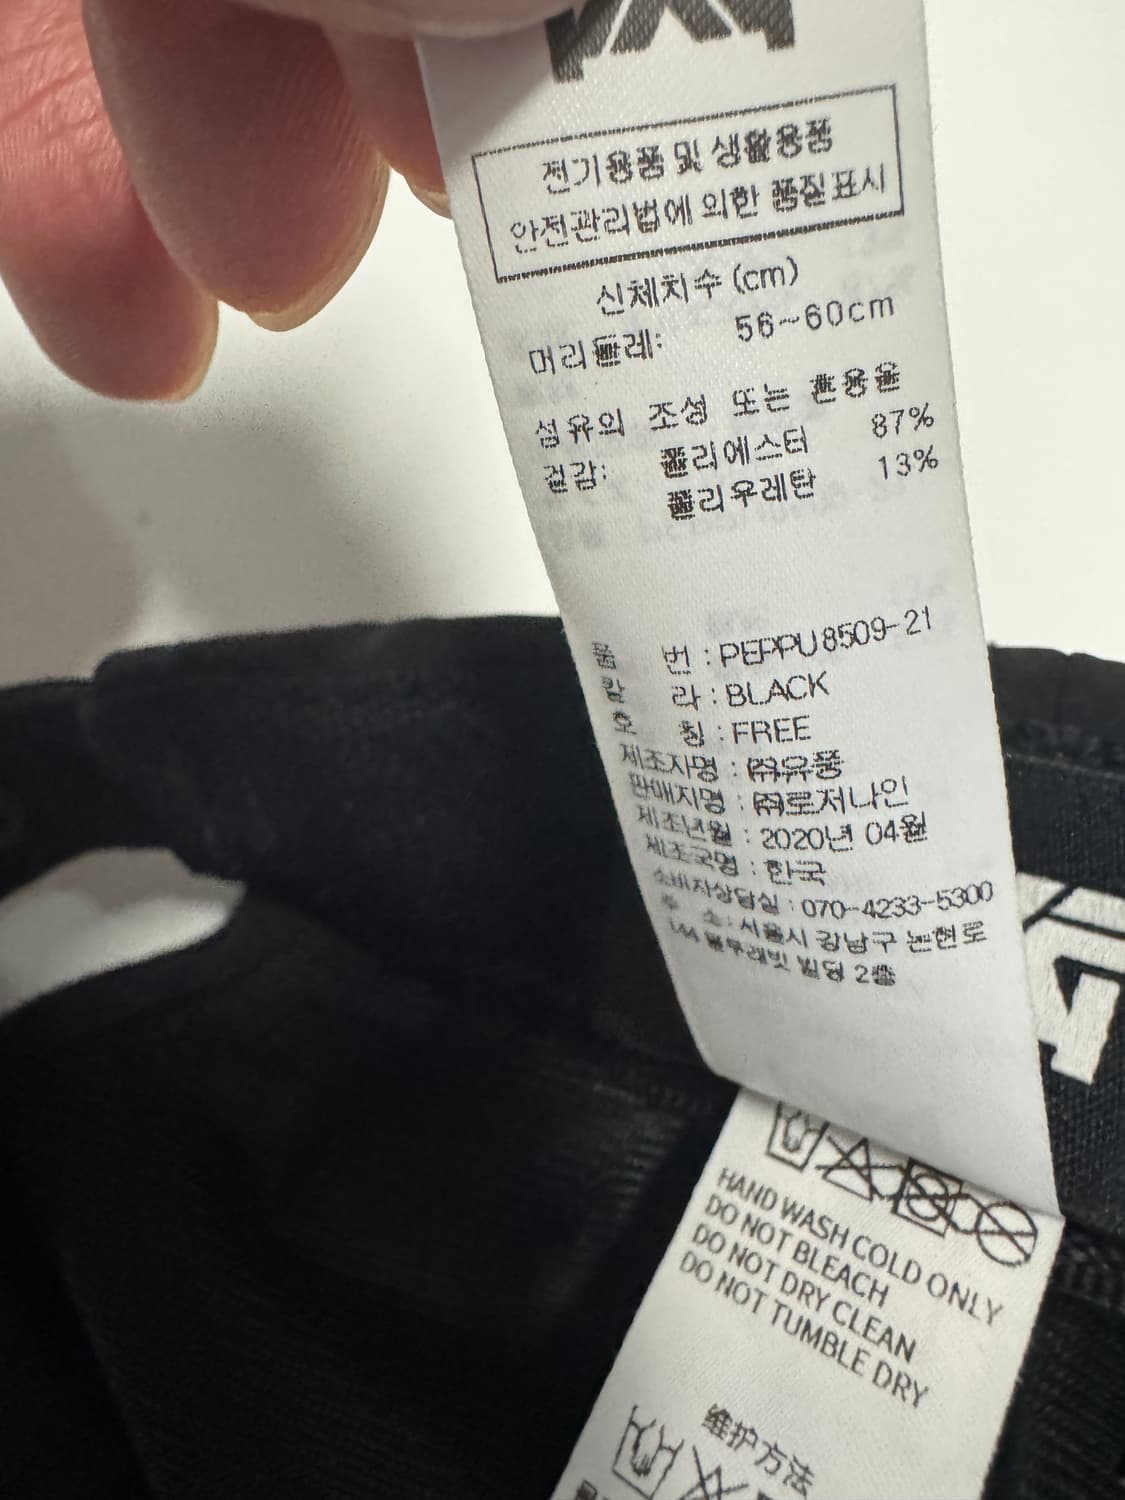 전기용품 및 생활용품
안전관리법에 의한 품질표시
신체치수 (cm)
머리둘레: 56~60cm
섬유의 조성 또는 혼용율
겉감: 폴리에스터 87%
폴리우레탄 13%
품 번 : PEPPU8509-21
칼 라 : BLACK
호 칭 : FREE
제조자명 : ㈜유풍
판매자명 : ㈜로저나인
제조년월 : 2020년 04월
제조국명 : 한국
소비자상담실 : 070-4233-5300
주 소 : 서울시 강남구 논현로
빌딩 2층
HAND WASH COLD ONLY
DO NOT BLEACH
DO NOT DRY CLEAN
DO NOT TUMBLE DRY
维护方法